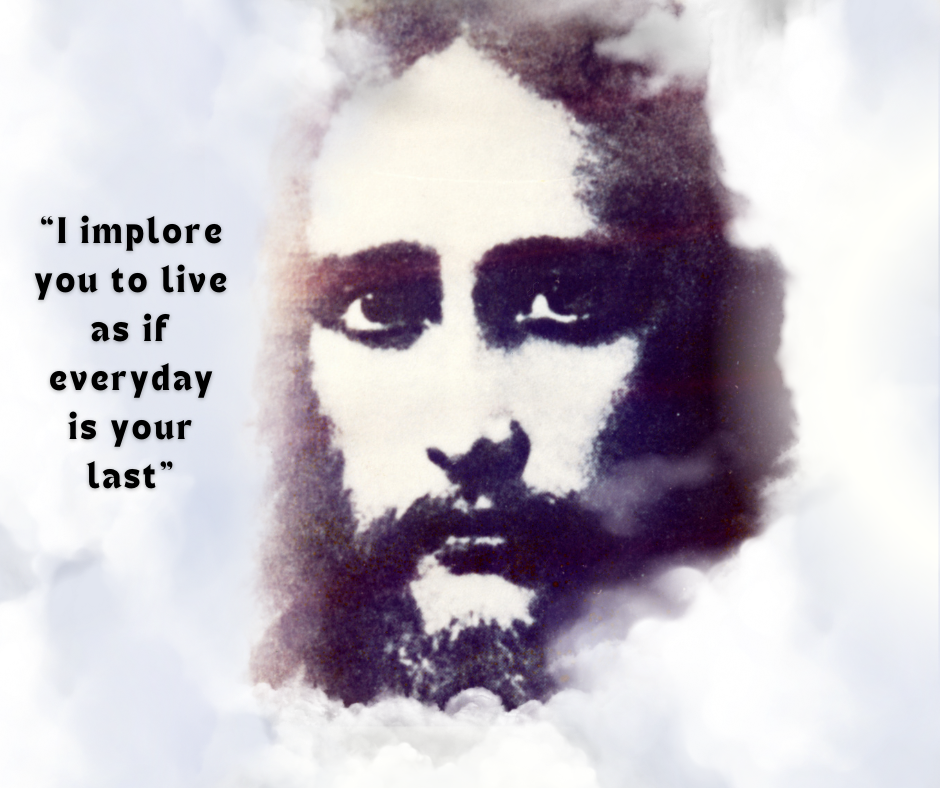 “I implore
you to live
as if
everyday
is your
last”